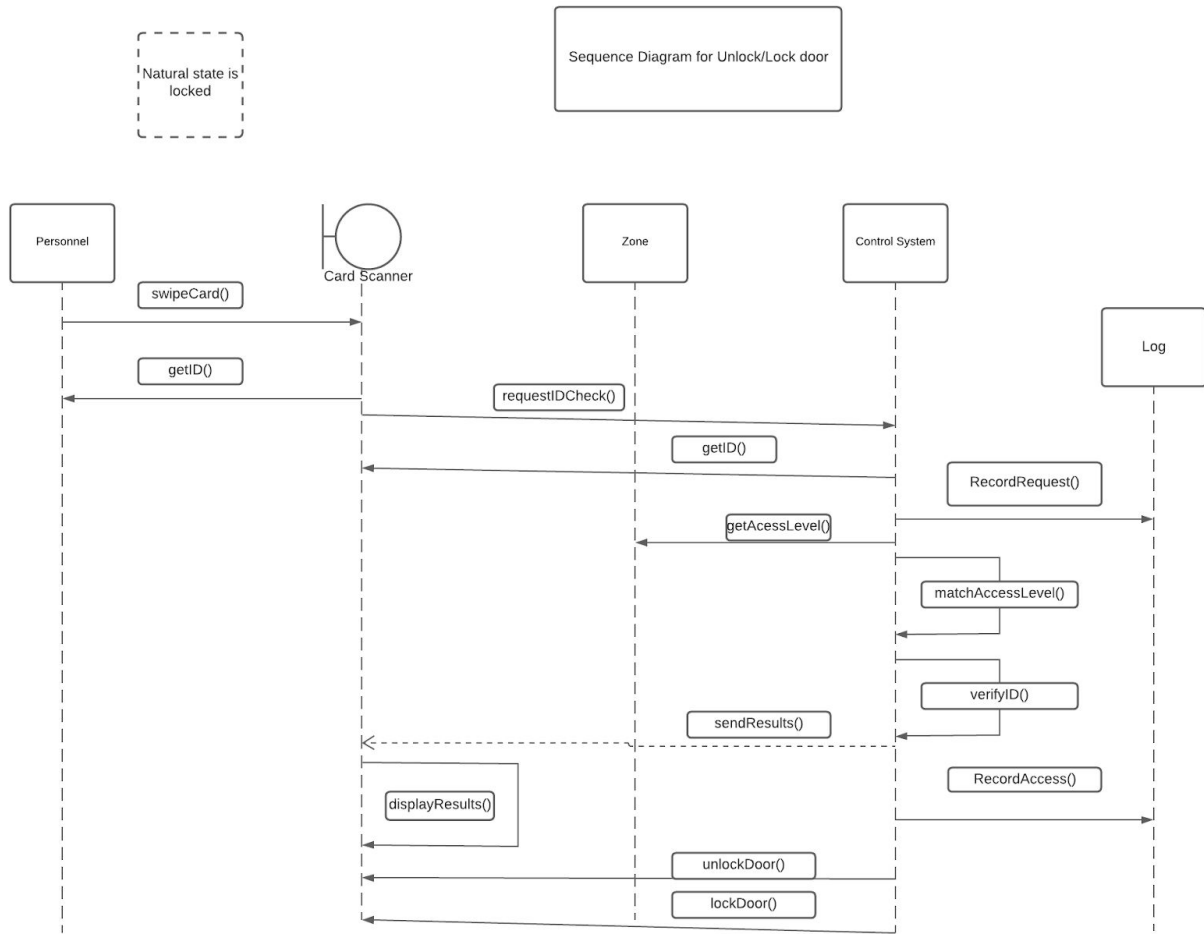 Sequence Diagram for Unlock/Lock door
Natural state is
locked
Personnel
Card Scanner
Zone
Control System
swipeCard()
Log
getID()
requestIDCheck()
getID()
RecordRequest()
getAcessLevel()
matchAccessLevel()
verifyID()
sendResults()
RecordAccess()
displayResults()
unlockDoor()
lockDoor()